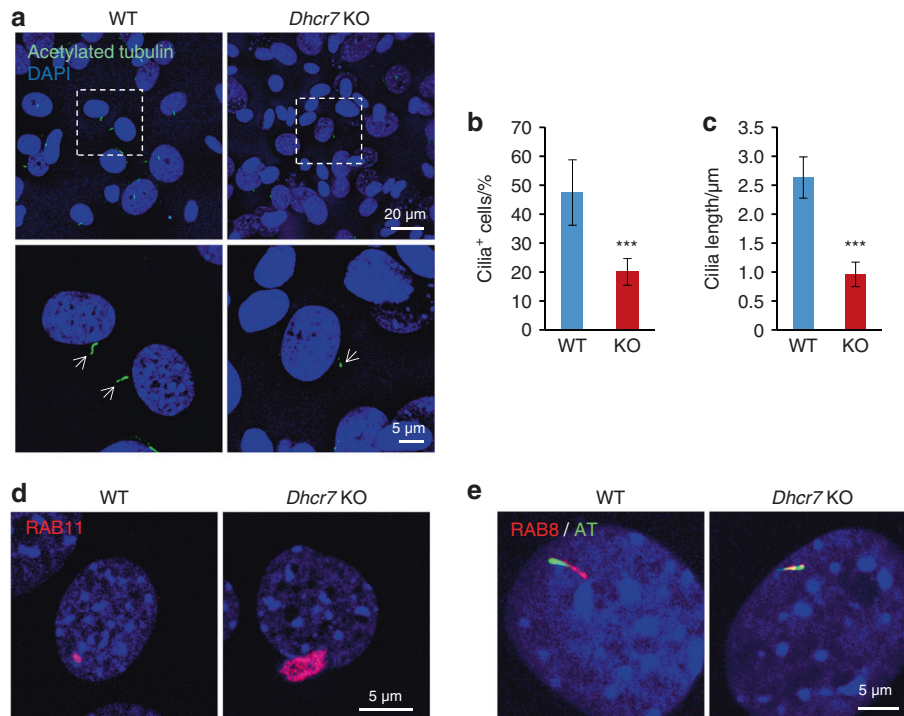 a
WT
Dhcr7 KO
Acetylated tubulin
DAPI
20 µm
5 µm
b
Cilia⁺ cells/%
70
60
50
40
30
20
10
0
***
WT
KO
c
Cilia length/µm
3.5
3.0
2.5
2.0
1.5
1.0
0.5
0
***
WT
KO
d
WT
Dhcr7 KO
RAB11
5 µm
e
WT
Dhcr7 KO
RAB8 / AT
5 µm